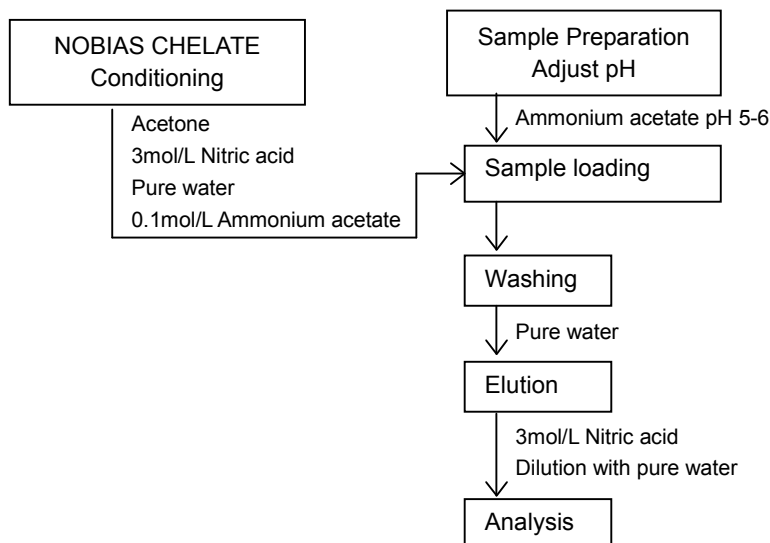 NOBIAS CHELATE
Conditioning
Acetone
3mol/L Nitric acid
Pure water
0.1mol/L Ammonium acetate
Sample Preparation
Adjust pH
Ammonium acetate pH 5-6
Sample loading
Washing
Pure water
Elution
3mol/L Nitric acid
Dilution with pure water
Analysis